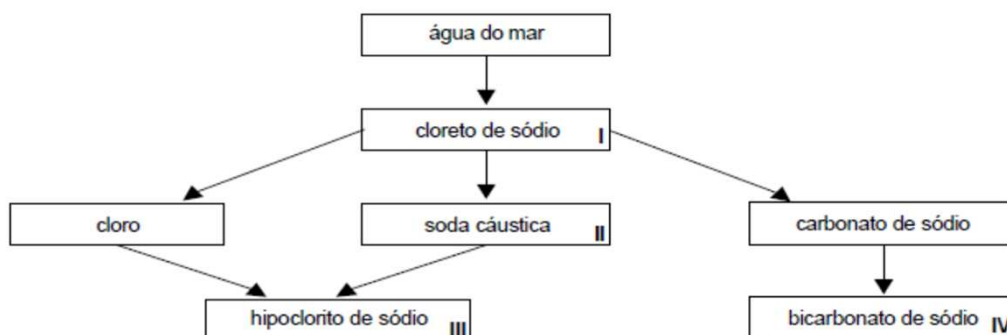 água do mar
cloreto de sódio I
cloro
soda cáustica II
carbonato de sódio
hipoclorito de sódio III
bicarbonato de sódio IV